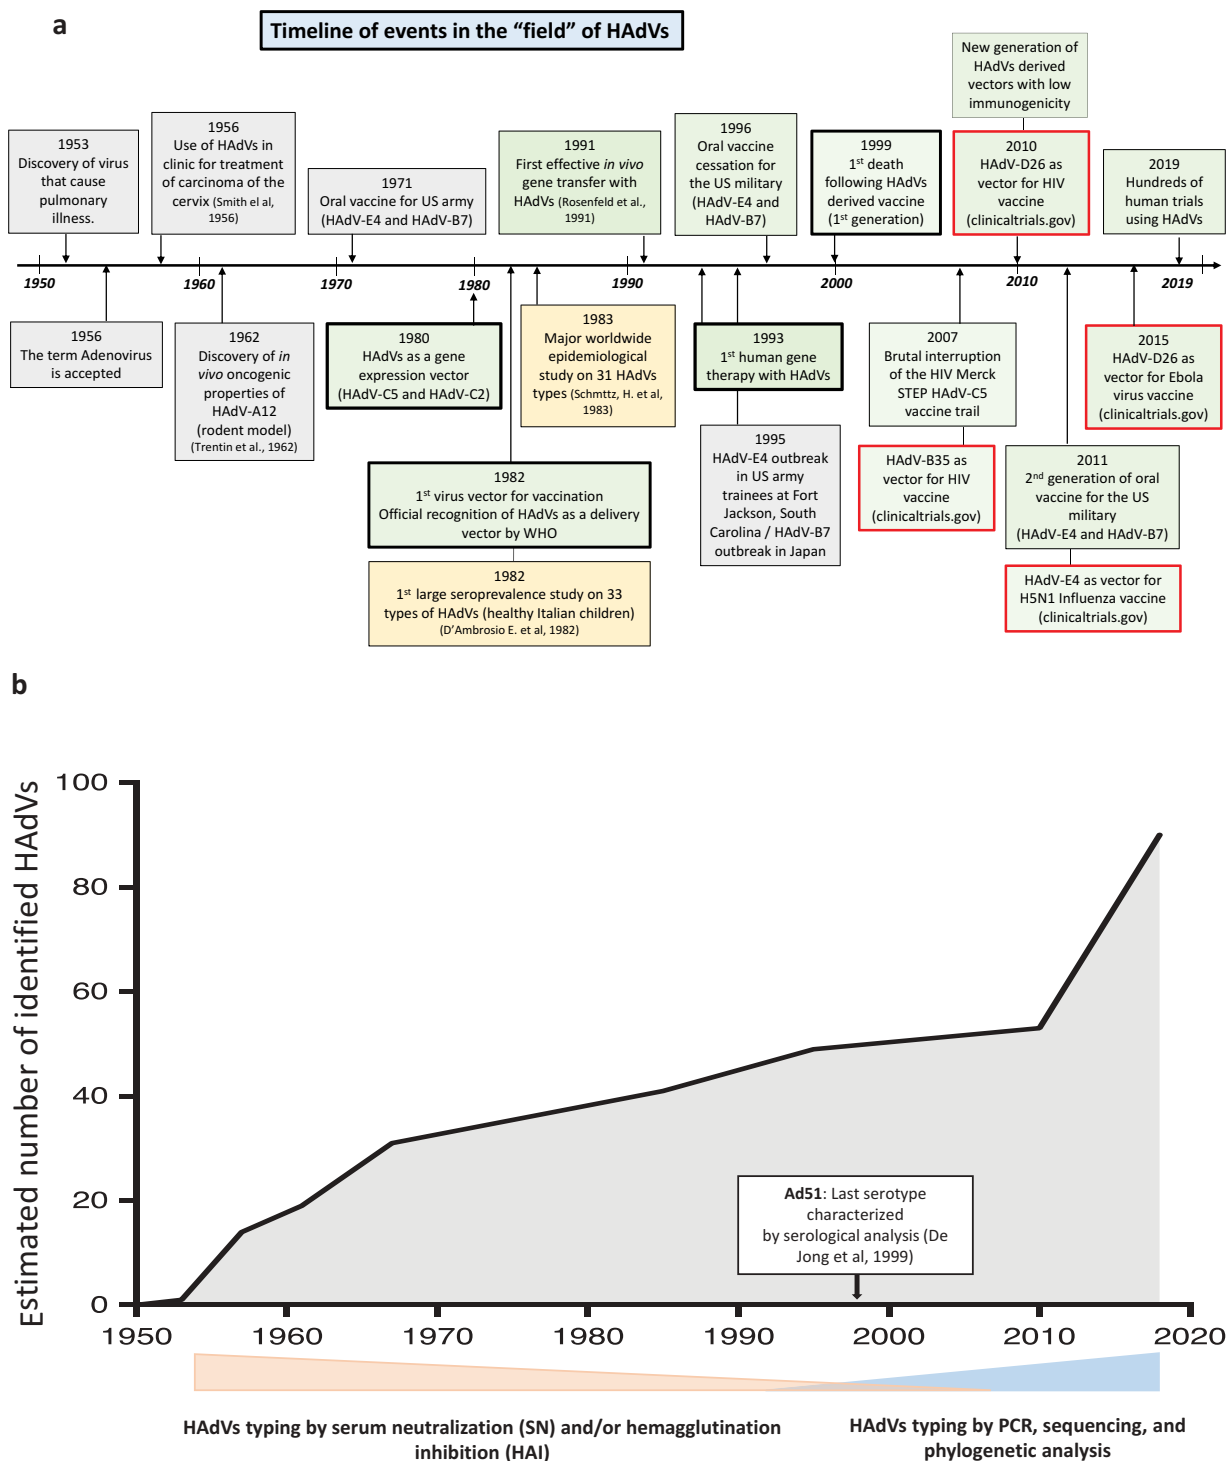 a
Timeline of events in the “field” of HAdVs
1953
Discovery of virus
that cause
pulmonary
illness.
1956
Use of HAdVs in
clinic for treatment
of carcinoma of the
cervix (Smith el al,
1956)
1971
Oral vaccine for US army
(HAdV-E4 and HAdV-B7)
1991
First effective in vivo
gene transfer with
HAdVs (Rosenfeld et al.,
1991)
1996
Oral vaccine
cessation for
the US military
(HAdV-E4 and
HAdV-B7)
1999
1st death
following HAdVs
derived vaccine
(1st generation)
New generation of
HAdVs derived
vectors with low
immunogenicity
2010
HAdV-D26 as
vector for HIV
vaccine
(clinicaltrials.gov)
2019
Hundreds of
human trials
using HAdVs
1950
1960
1970
1980
1990
2000
2010
2019
1956
The term Adenovirus
is accepted
1962
Discovery of in
vivo oncogenic
properties of
HAdV-A12
(rodent model)
(Trentin et al., 1962)
1980
HAdVs as a gene
expression vector
(HAdV-C5 and HAdV-C2)
1983
Major worldwide
epidemiological
study on 31 HAdVs
types (Schmttz, H. et al,
1983)
1993
1st human gene
therapy with HAdVs
2007
Brutal interruption
of the HIV Merck
STEP HAdV-C5
vaccine trail
2015
HAdV-D26 as
vector for Ebola
virus vaccine
(clinicaltrials.gov)
1982
1st virus vector for vaccination
Official recognition of HAdVs as a delivery
vector by WHO
1995
HAdV-E4 outbreak
in US army
trainees at Fort
Jackson, South
Carolina / HAdV-B7
outbreak in Japan
HAdV-B35 as
vector for HIV
vaccine
(clinicaltrials.gov)
2011
2nd generation of oral
vaccine for the US
military
(HAdV-E4 and HAdV-B7)
1982
1st large seroprevalence study on 33
types of HAdVs (healthy Italian children)
(D’Ambrosio E. et al, 1982)
HAdV-E4 as vector for
H5N1 Influenza vaccine
(clinicaltrials.gov)
b
Estimated number of identified HAdVs
100
80
60
40
20
0
Ad51: Last serotype
characterized
by serological analysis (De
Jong et al, 1999)
1950
1960
1970
1980
1990
2000
2010
2020
HAdVs typing by serum neutralization (SN) and/or hemagglutination
inhibition (HAI)
HAdVs typing by PCR, sequencing, and
phylogenetic analysis